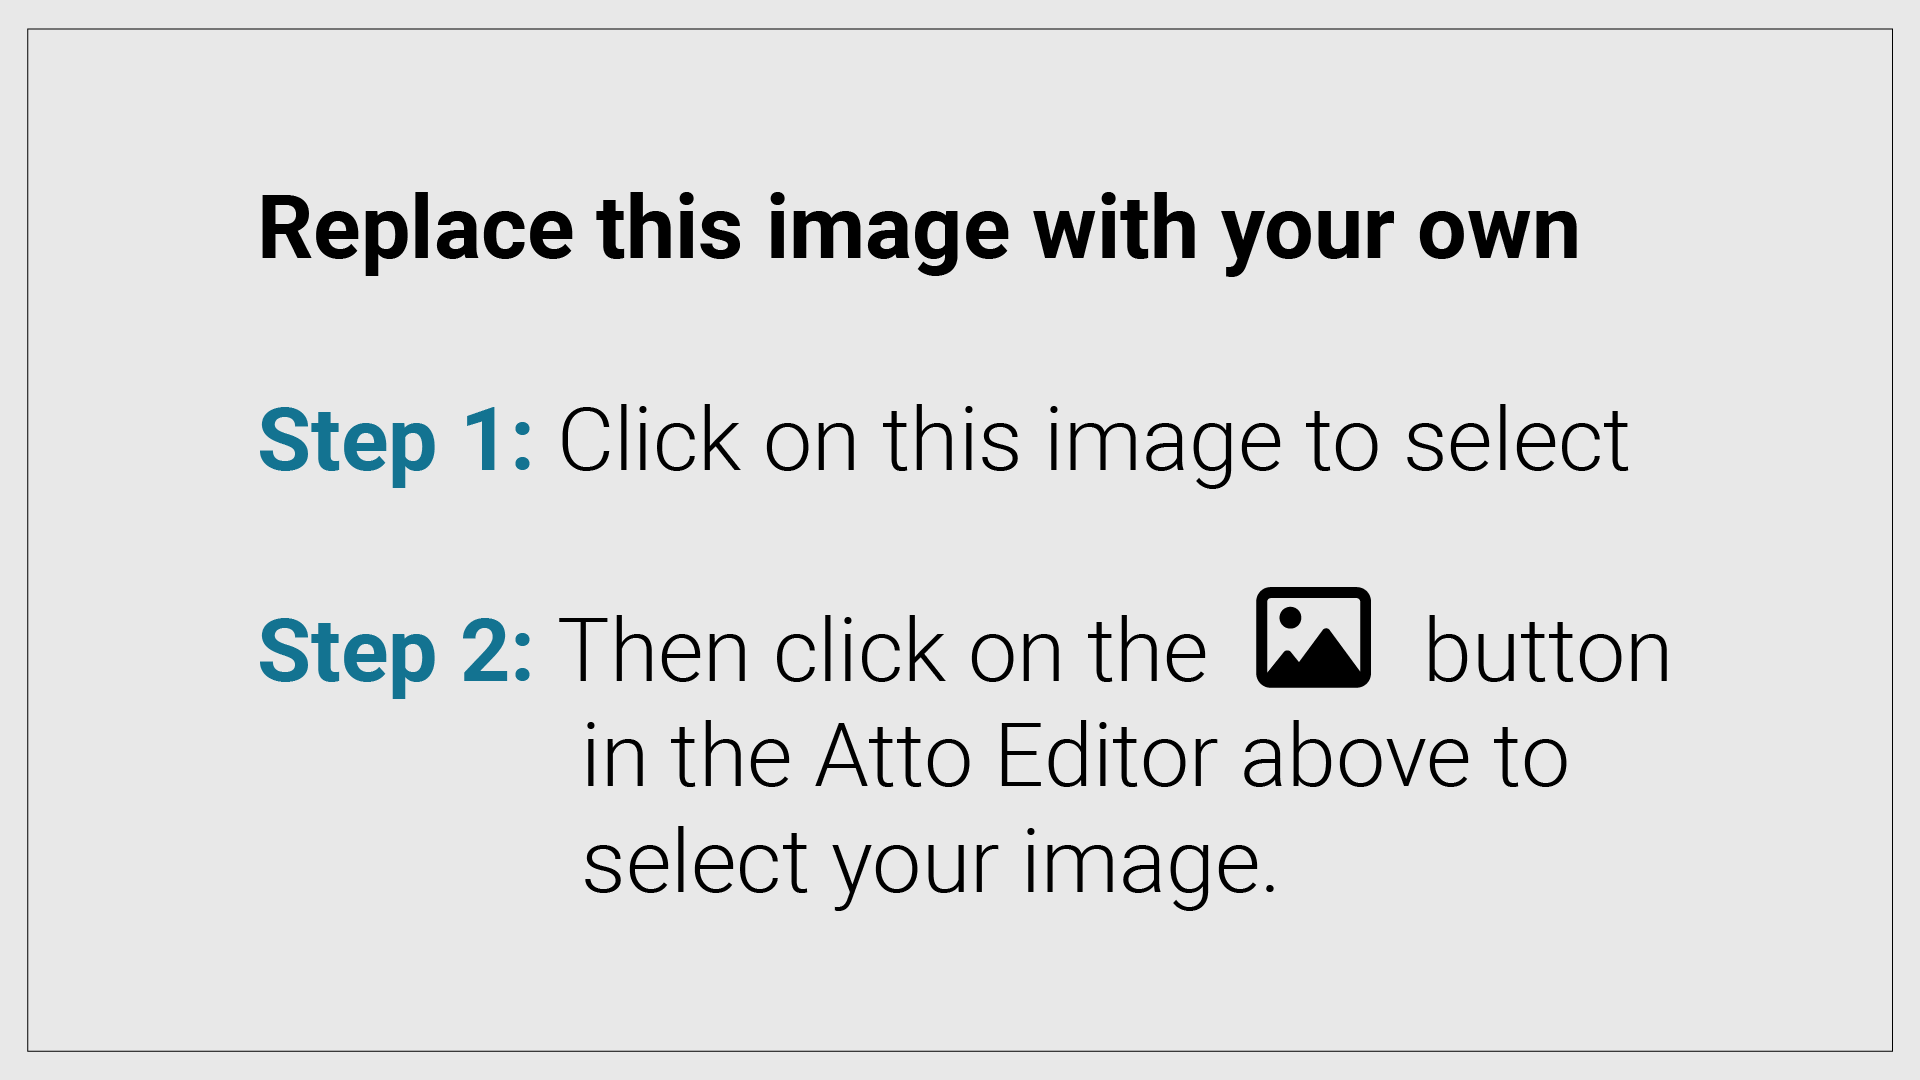 Replace this image with your own
Step 1: Click on this image to select
Step 2: Then click on the button
in the Atto Editor above to
select your image.